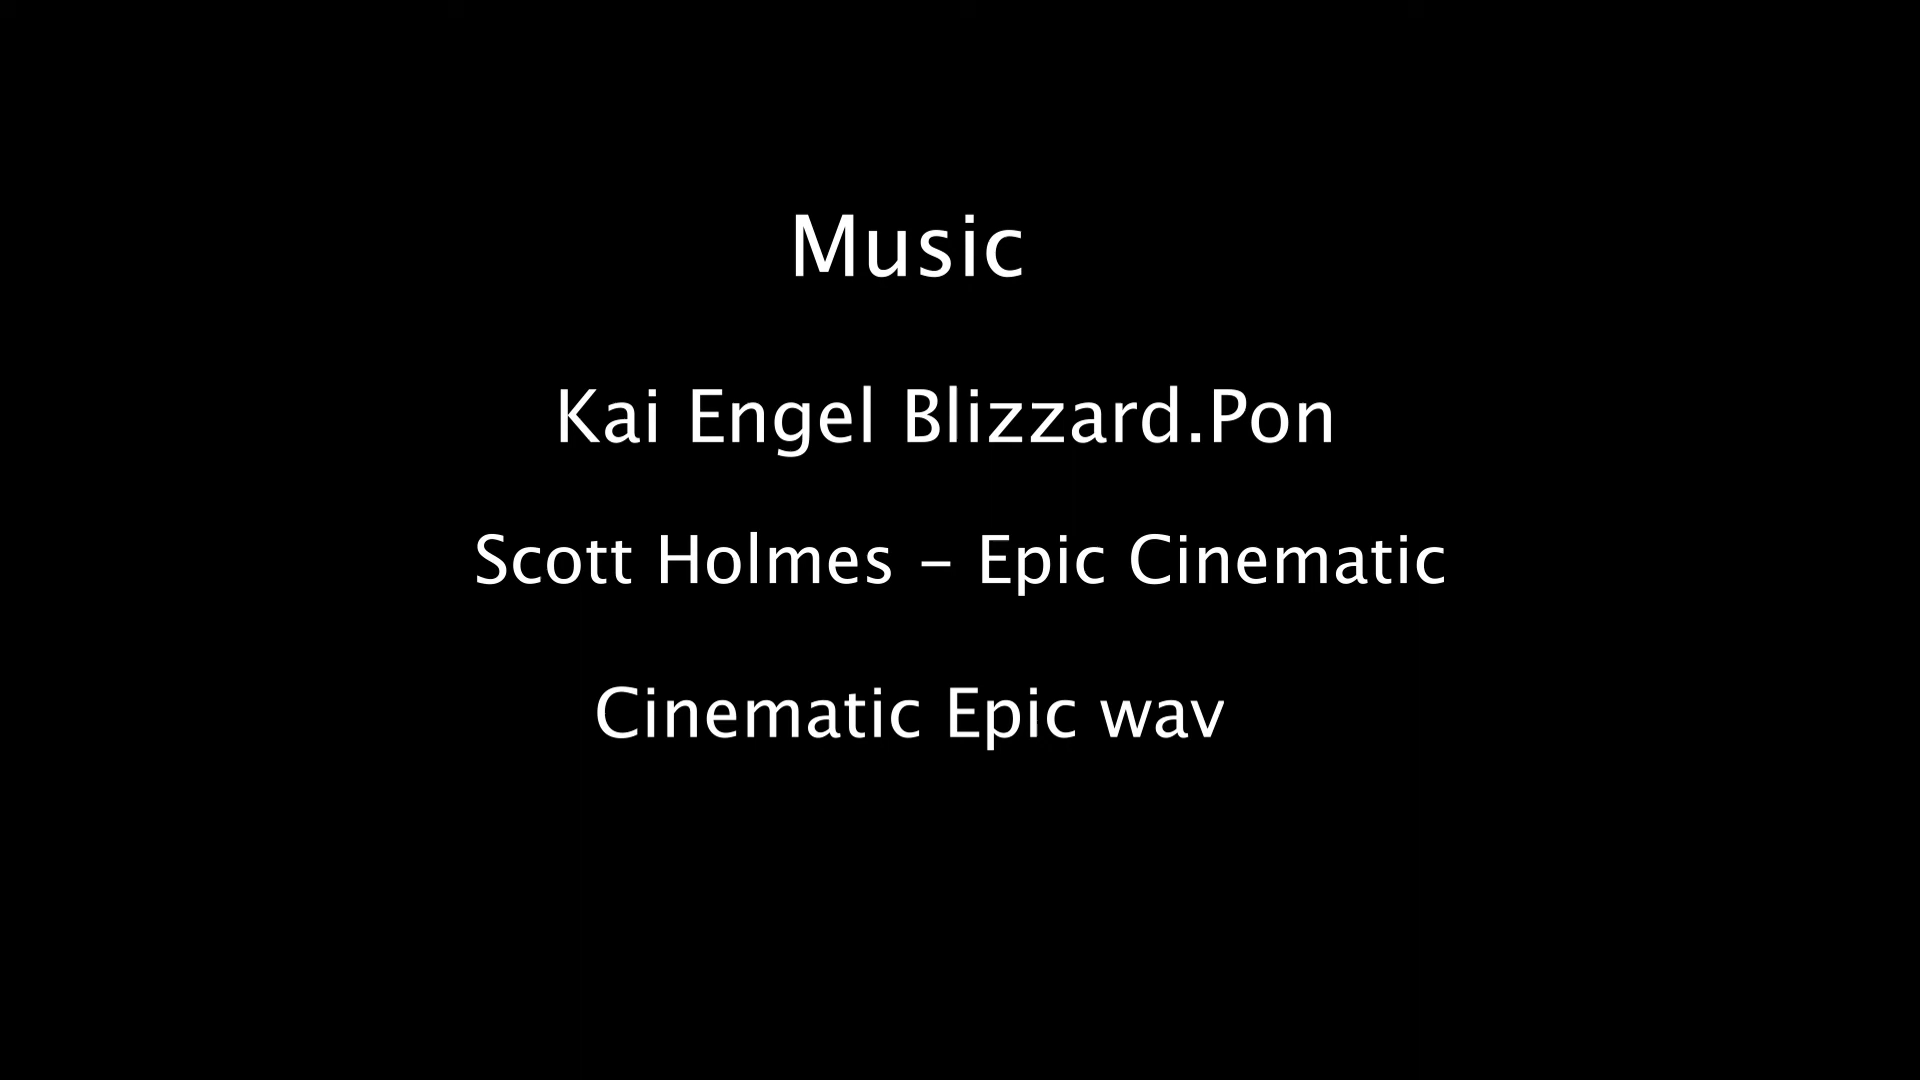 Music
Kai Engel Blizzard.Pon
Scott Holmes - Epic Cinematic
Cinematic Epic wav